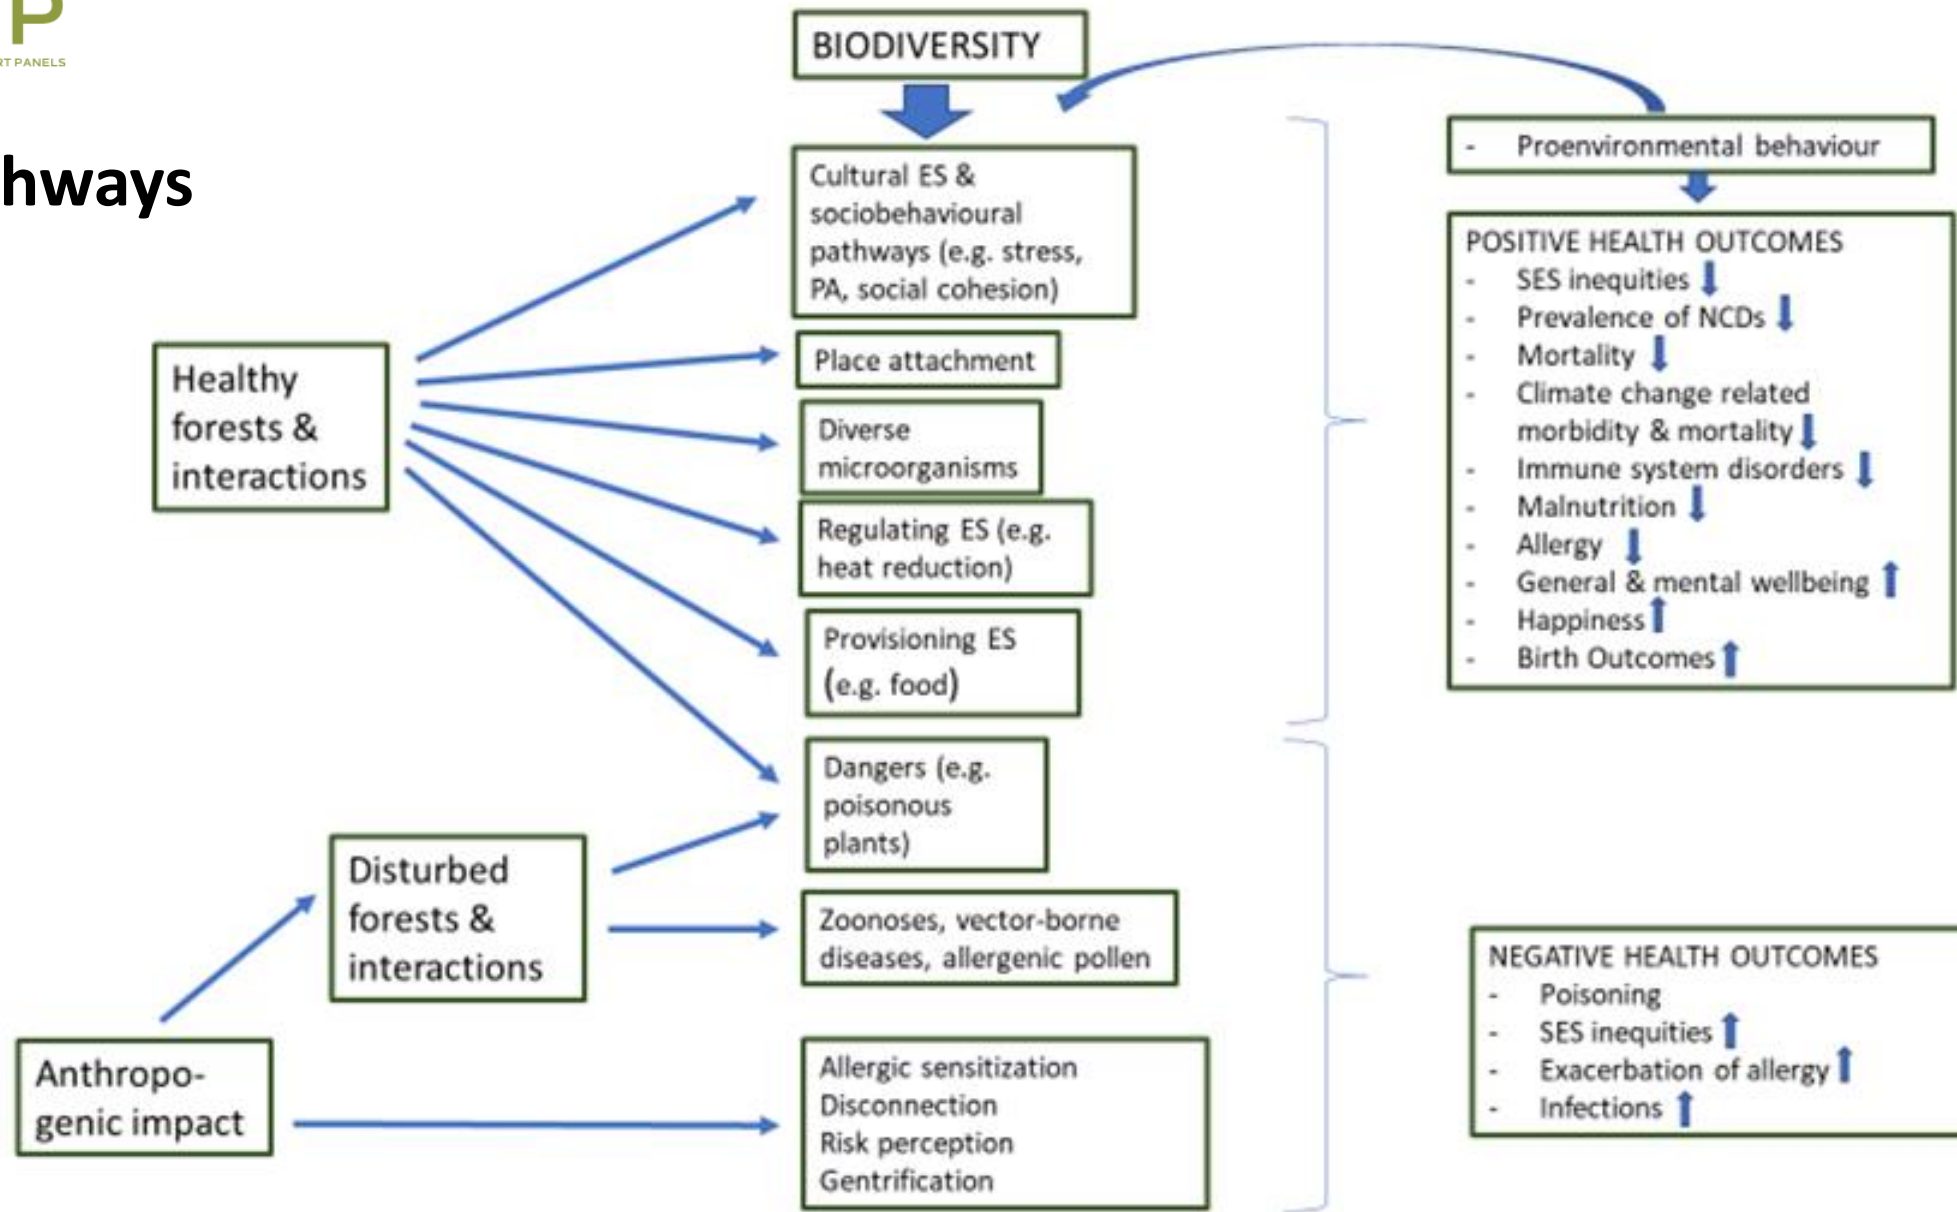 P
RT PANELS
hways
BIODIVERSITY
Cultural ES &
sociobehavioural
pathways (e.g. stress,
PA, social cohesion)
Place attachment
Diverse
microorganisms
Regulating ES (e.g.
heat reduction)
Provisioning ES
(e.g. food)
Dangers (e.g.
poisonous
plants)
Zoonoses, vector-borne
diseases, allergenic pollen
Allergic sensitization
Disconnection
Risk perception
Gentrification
Healthy
forests &
interactions
Disturbed
forests &
interactions
Anthropo-
genic impact
- Proenvironmental behaviour
POSITIVE HEALTH OUTCOMES
- SES inequities
- Prevalence of NCDs
- Mortality
- Climate change related
morbidity & mortality
- Immune system disorders
- Malnutrition
- Allergy
- General & mental wellbeing
- Happiness
- Birth Outcomes
NEGATIVE HEALTH OUTCOMES
- Poisoning
- SES inequities
- Exacerbation of allergy
- Infections